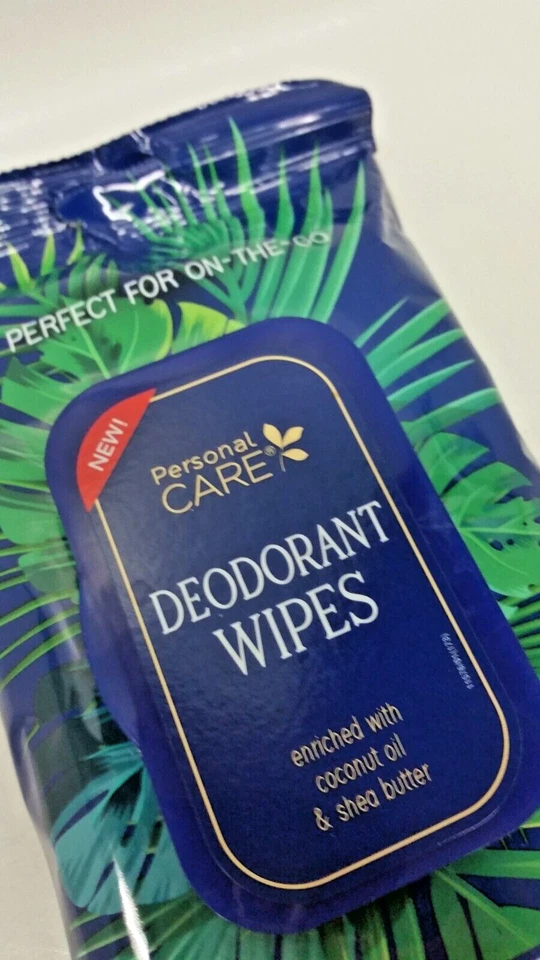 PERFECT FOR ON-THE-GO
NEW!
Personal
CARE®
DEODORANT
WIPES
enriched with
coconut oil
& shea butter